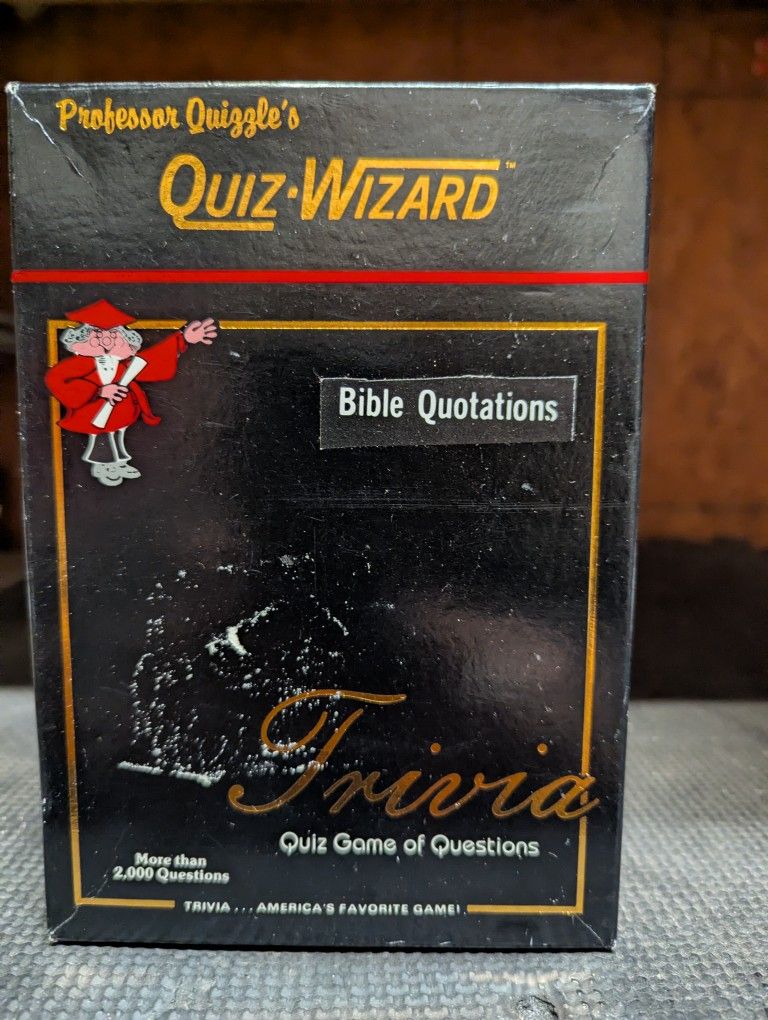 Professor Quizzle's
QUIZ·WIZARD™
Bible Quotations
Trivia
Quiz Game of Questions
More than
2,000 Questions
TRIVIA...AMERICA'S FAVORITE GAME!